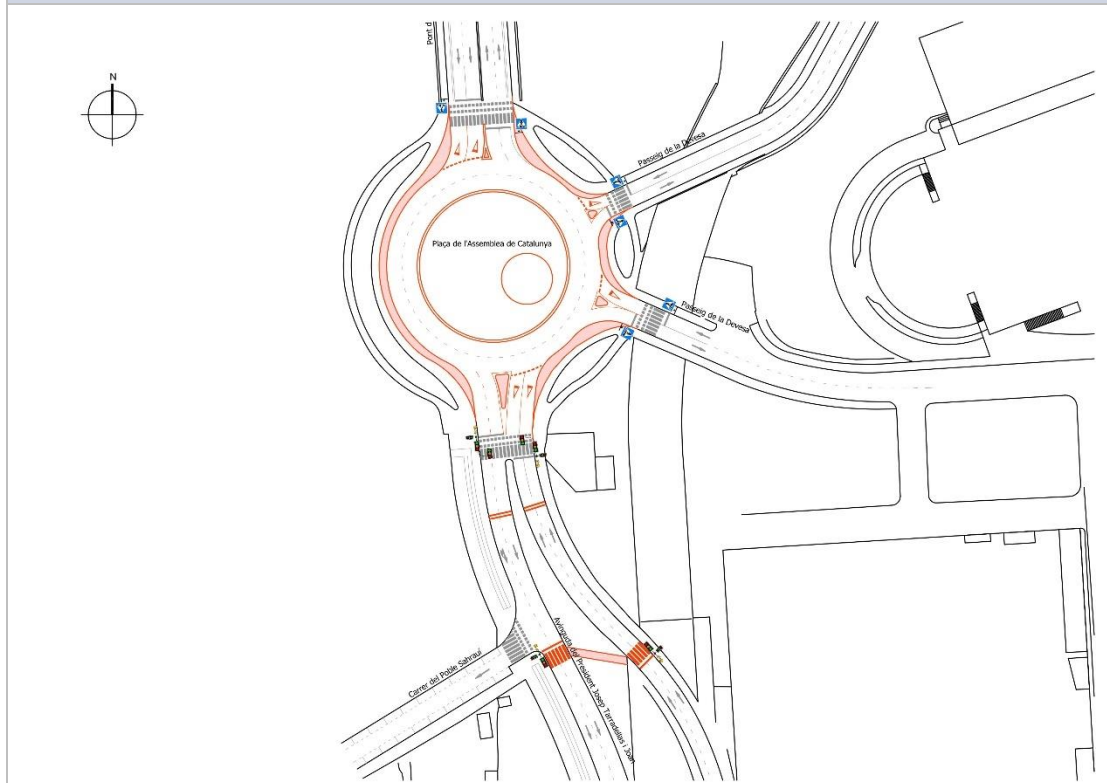 Pont d
N
Passeig de la Devesa
Plaça de l'Assemblea de Catalunya
Passeig de la Devesa
Avinguda del President Josep Tarradellas i Joan
Carrer del Poble Sahrauí